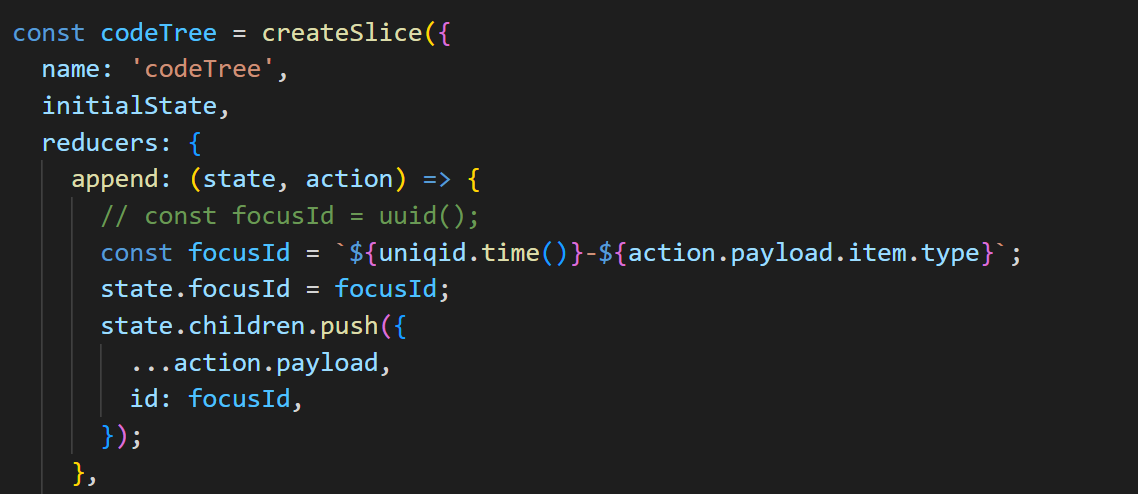 const codeTree = createSlice({
  name: 'codeTree',
  initialState,
  reducers: {
    append: (state, action) => {
      // const focusId = uuid();
      const focusId = `${uniqid.time()}-${action.payload.item.type}`;
      state.focusId = focusId;
      state.children.push({
        ...action.payload,
        id: focusId,
      });
    },